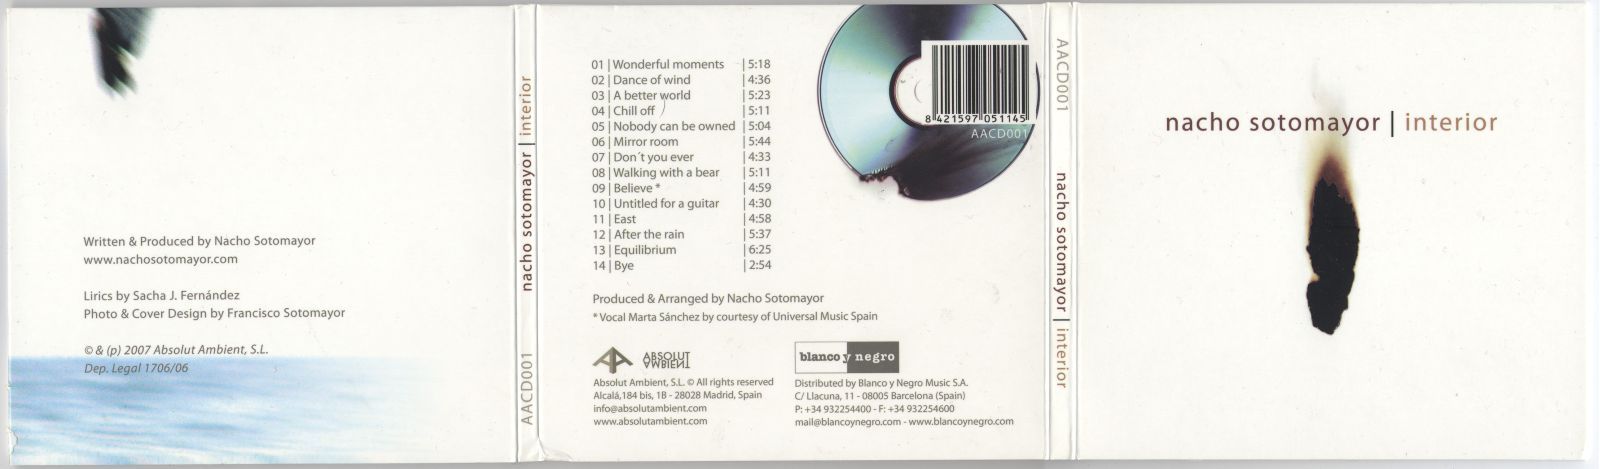 Written & Produced by Nacho Sotomayor
www.nachosotomayor.com
Lirics by Sacha J. Fernández
Photo & Cover Design by Francisco Sotomayor
© & (p) 2007 Absolut Ambient, S.L.
Dep. Legal 1706/06
AACD001 nacho sotomayor | interior
01 | Wonderful moments | 5:18
02 | Dance of wind | 4:36
03 | A better world | 5:23
04 | Chill off | 5:11
05 | Nobody can be owned | 5:04
06 | Mirror room | 5:44
07 | Don´t you ever | 4:33
08 | Walking with a bear | 5:11
09 | Believe * | 4:59
10 | Untitled for a guitar | 4:30
11 | East | 4:58
12 | After the rain | 5:37
13 | Equilibrium | 6:25
14 | Bye | 2:54
Produced & Arranged by Nacho Sotomayor
* Vocal Marta Sánchez by courtesy of Universal Music Spain
ABSOLUT
AMBIENT
Absolut Ambient, S.L. © All rights reserved
Alcalá,184 bis, 1B - 28028 Madrid, Spain
info@absolutambient.com
www.absolutambient.com
blanco y negro
Distributed by Blanco y Negro Music S.A.
C/ Llacuna, 11 - 08005 Barcelona (Spain)
P: +34 932254400 - F: +34 932254600
mail@blancoynegro.com - www.blancoynegro.com
8 421597 051145
AACD001
AACD001 nacho sotomayor | interior
nacho sotomayor | interior